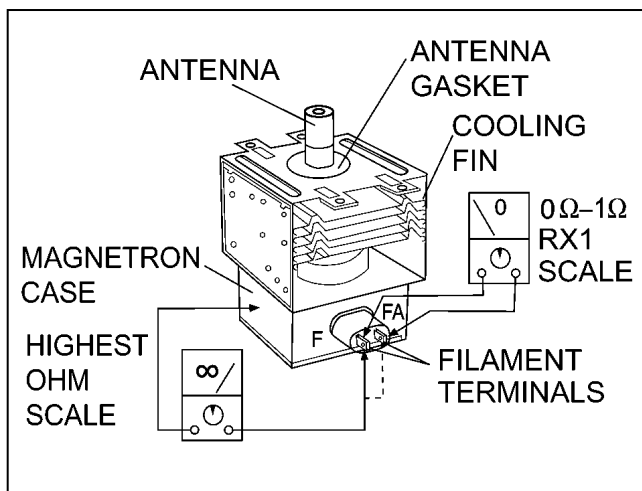 ANTENNA
ANTENNA
GASKET
COOLING
FIN
0
0Ω–1Ω
RX1
SCALE
MAGNETRON
CASE
F
FA
HIGHEST
OHM
SCALE
∞
FILAMENT
TERMINALS